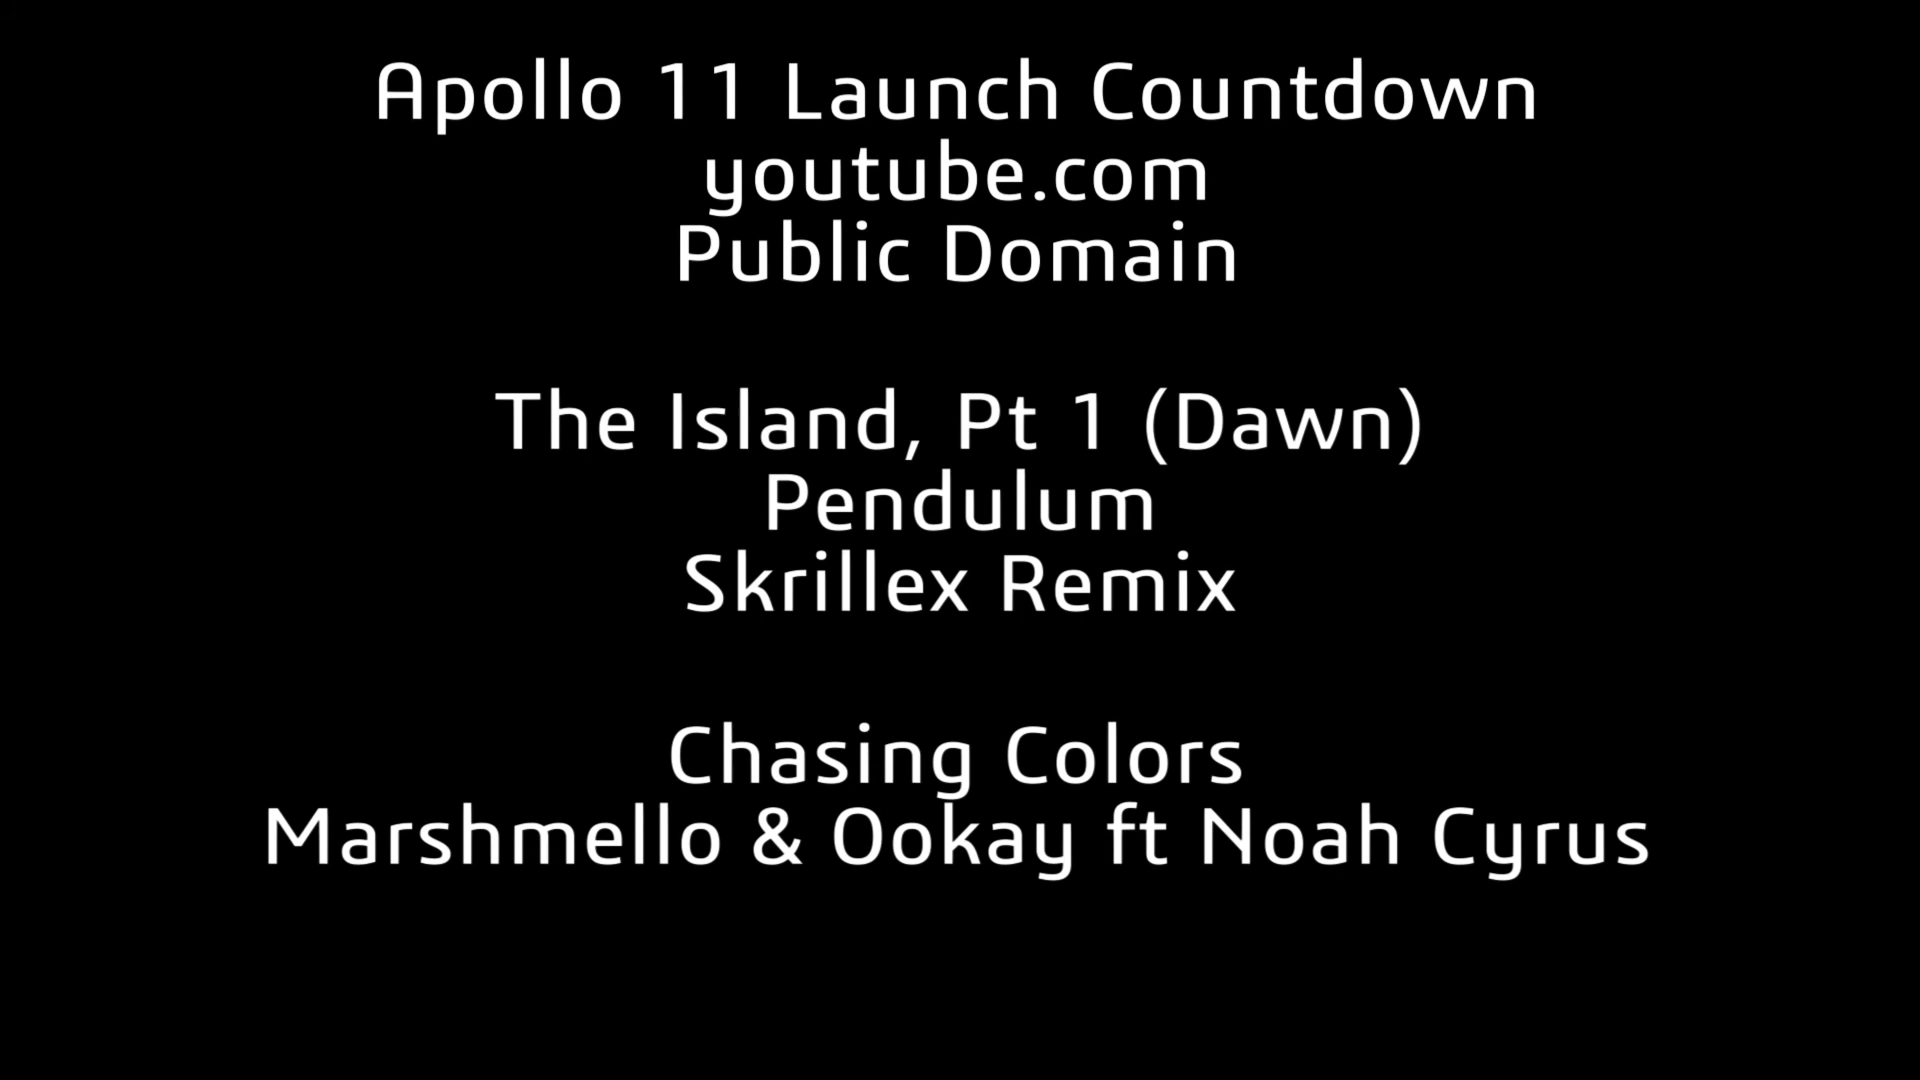 Apollo 11 Launch Countdown
youtube.com
Public Domain
The Island, Pt 1 (Dawn)
Pendulum
Skrillex Remix
Chasing Colors
Marshmello & Ookay ft Noah Cyrus